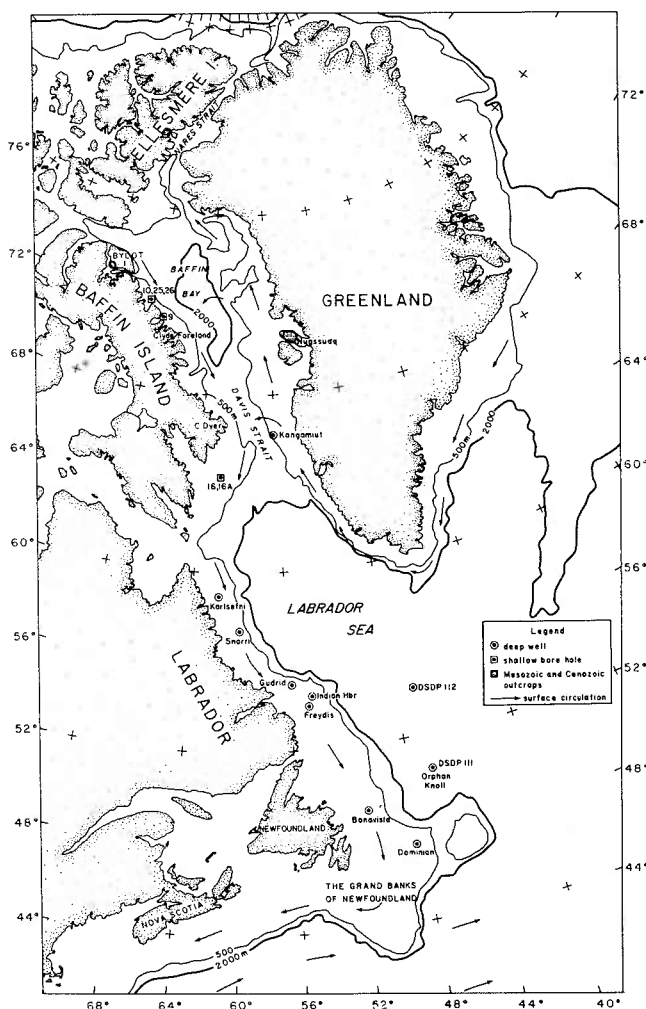 72°
76°
ELLESMERE I.
NARES STRAIT
68°
72°
BYLOT
I
BAFFIN
BAY
10,25,26
2000
GREENLAND
9
Clyde Foreland
Nuassuaq
68°
64°
BAFFIN ISLAND
500m
DAVIS STRAIT
2000
500m
C Dyer
Kangamiut
64°
60°
16,16A
60°
56°
LABRADOR
SEA
Karlsefni
56°
Snorri
Legend
deep well
shallow bore hole
Mesozoic and Cenozoic
outcrops
surface circulation
LABRADOR
Gudrid
Indian Hbr
Freydis
DSDP 112
52°
52°
DSDP 111
Orphan
Knoll
48°
48°
Bonavista
NEWFOUNDLAND
Dominian
44°
THE GRAND BANKS
OF NEWFOUNDLAND
44°
NOVA SCOTIA
500
2000m
68°
64°
60°
56°
52°
48°
44°
40°